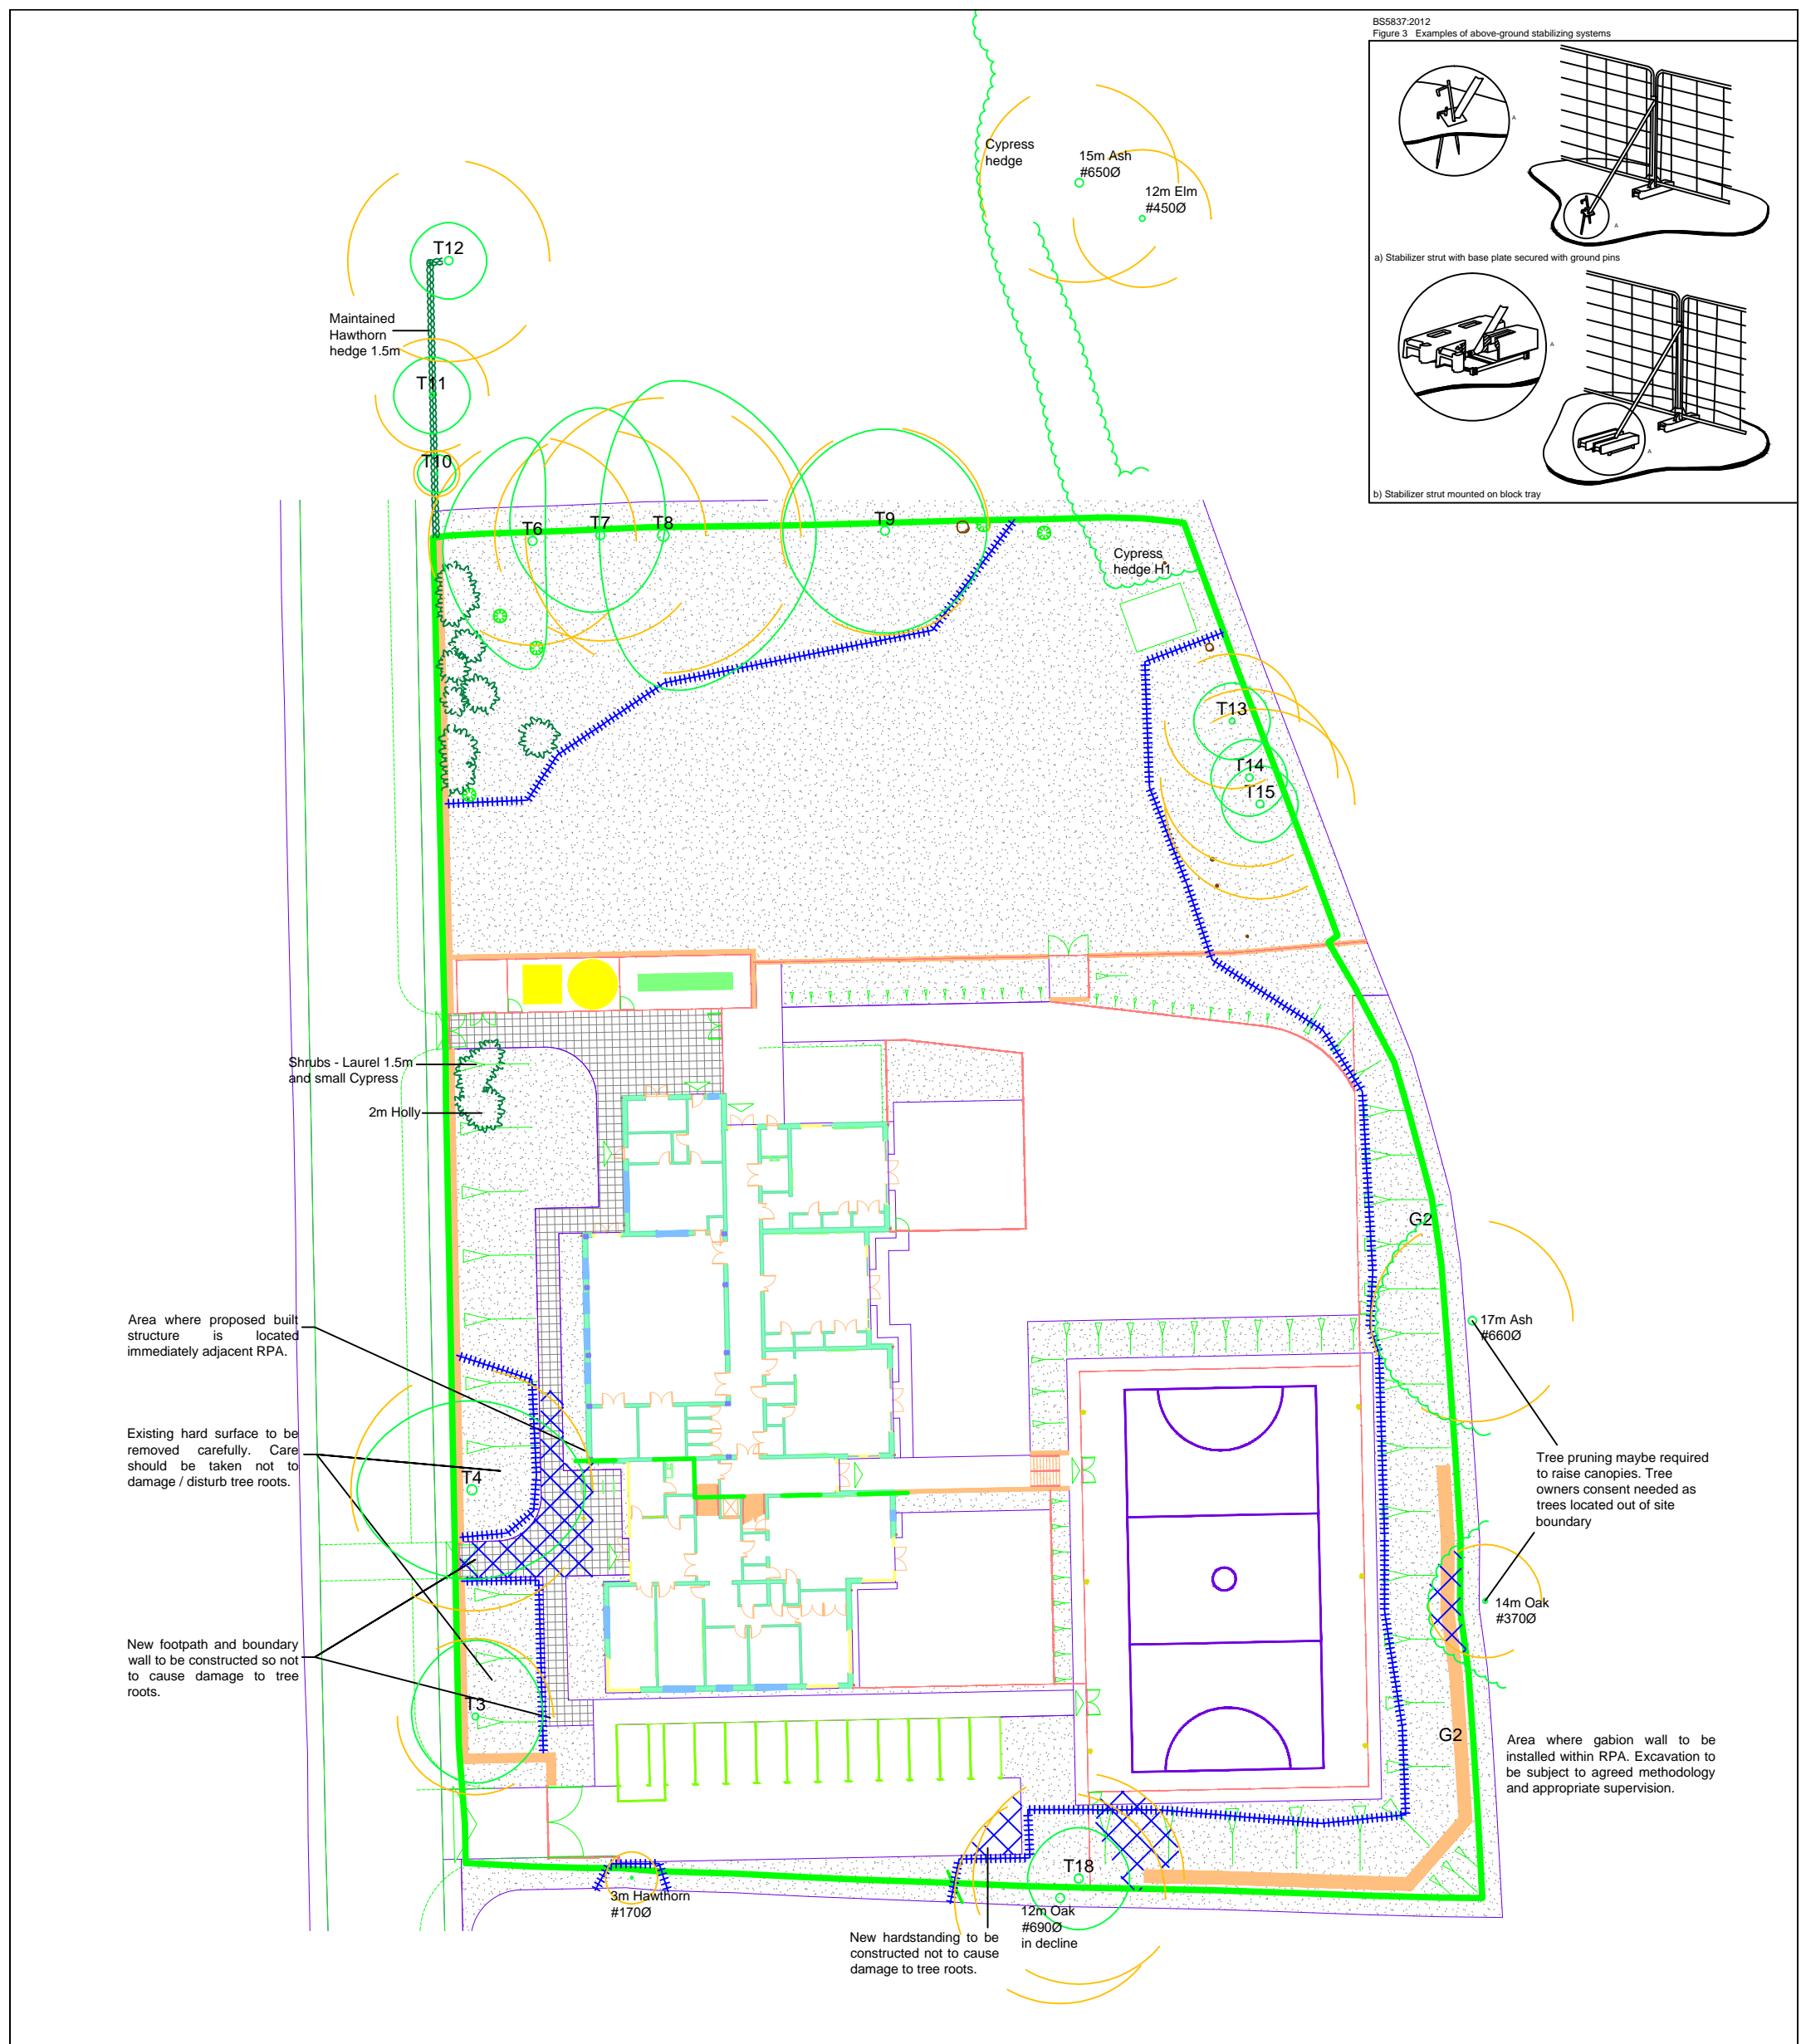 BS5837:2012
Figure 3 Examples of above-ground stabilizing systems
A
A
a) Stabilizer strut with base plate secured with ground pins
A
A
b) Stabilizer strut mounted on block tray
Cypress
hedge
15m Ash
#650Ø
12m Elm
#450Ø
T12
Maintained
Hawthorn
hedge 1.5m
T11
T10
T6
T7
T8
T9
Cypress
hedge H1
T13
T14
T15
Shrubs - Laurel 1.5m
and small Cypress
2m Holly
G2
17m Ash
#660Ø
Area where proposed built
structure is located
immediately adjacent RPA.
Existing hard surface to be
removed carefully. Care
should be taken not to
damage / disturb tree roots.
T4
Tree pruning maybe required
to raise canopies. Tree
owners consent needed as
trees located out of site
boundary
14m Oak
#370Ø
New footpath and boundary
wall to be constructed so not
to cause damage to tree
roots.
T3
G2
Area where gabion wall to be
installed within RPA. Excavation to
be subject to agreed methodology
and appropriate supervision.
T18
3m Hawthorn
#170Ø
12m Oak
#690Ø
in decline
New hardstanding to be
constructed not to cause
damage to tree roots.